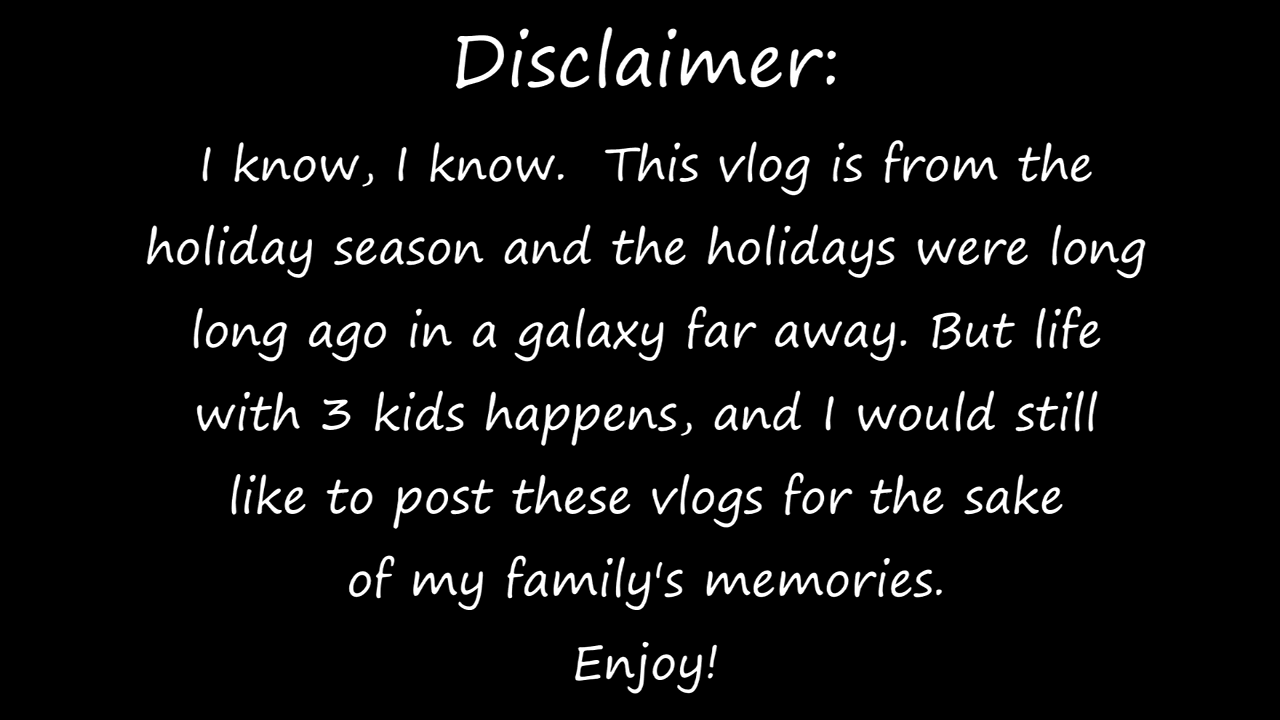 Disclaimer:
I know, I know.  This vlog is from the
holiday season and the holidays were long
long ago in a galaxy far away. But life
with 3 kids happens, and I would still
like to post these vlogs for the sake
of my family's memories.
Enjoy!